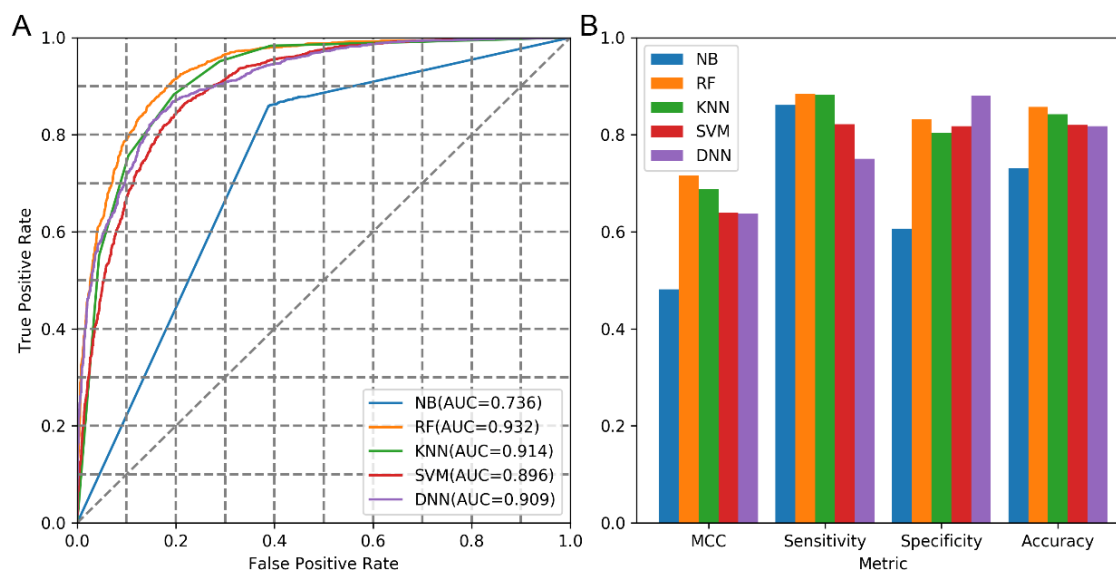 A
True Positive Rate
1.0
0.8
0.6
0.4
0.2
0.0
NB(AUC=0.736)
RF(AUC=0.932)
KNN(AUC=0.914)
SVM(AUC=0.896)
DNN(AUC=0.909)
0.0 0.2 0.4 0.6 0.8 1.0
False Positive Rate
B
1.0
0.8
0.6
0.4
0.2
0.0
NB
RF
KNN
SVM
DNN
MCC Sensitivity Specificity Accuracy
Metric